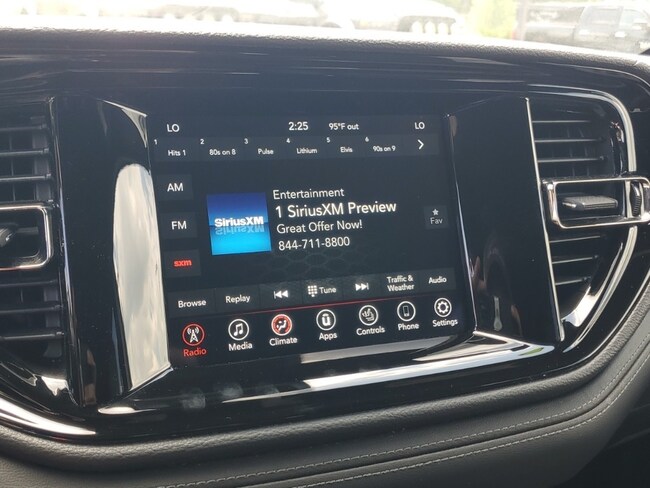 LO 2:25 95°F out LO
1 Hits 1 2 80s on 8 3 Pulse 4 Lithium 5 Elvis 6 90s on 9
AM
FM
sxm
SiriusXM
Entertainment
1 SiriusXM Preview
Great Offer Now!
844-711-8800
Fav
Browse Replay Tune Traffic & Weather Audio
Radio Media Climate Apps Controls Phone Settings